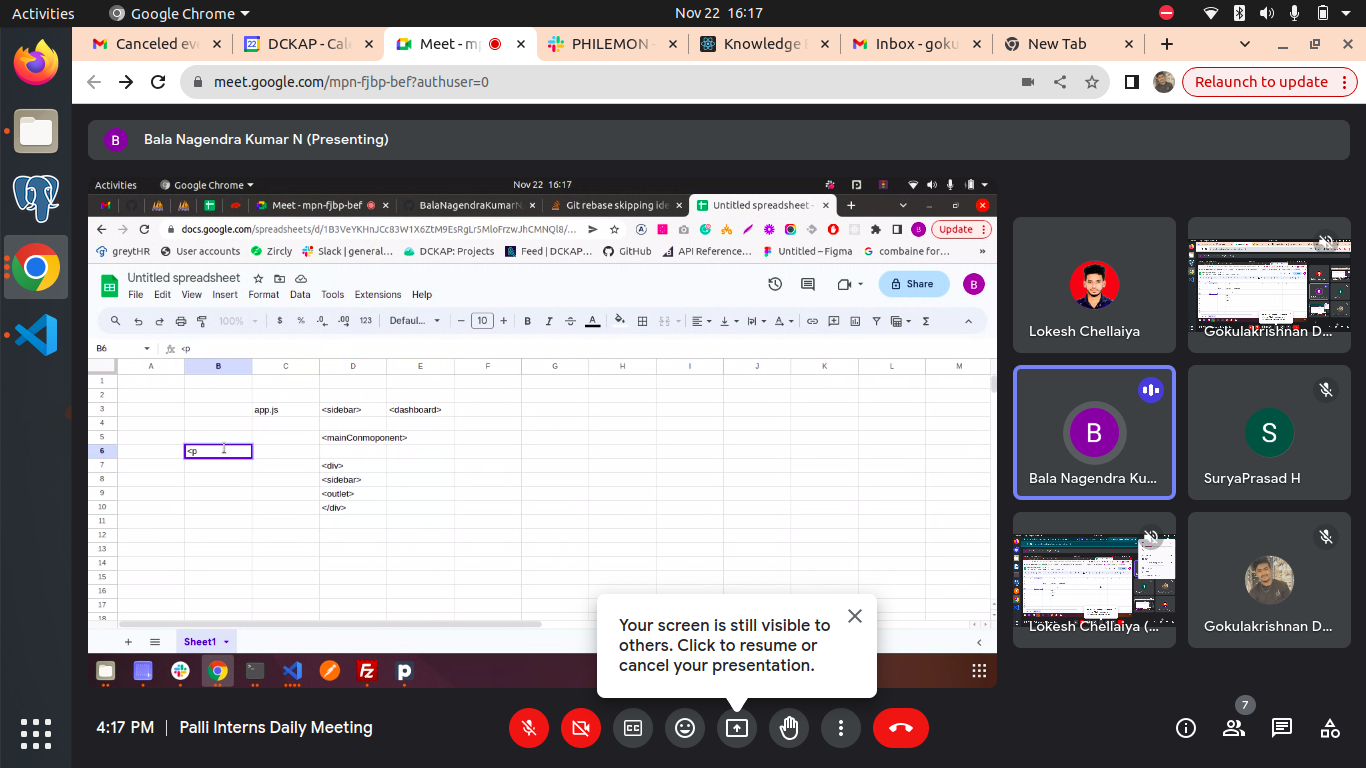 Activities
Google Chrome
Nov 22 16:17
Canceled eve
DCKAP - Cale
Meet - mp
PHILEMON -
Knowledge B
Inbox - goku
New Tab
meet.google.com/mpn-fjbp-bef?authuser=0
Relaunch to update
B
Bala Nagendra Kumar N (Presenting)
Activities
Google Chrome
Nov 22 16:17
Meet - mpn-fjbp-bef
BalaNagendraKumarN
Git rebase skipping ide
Untitled spreadsheet -
docs.google.com/spreadsheets/d/1B3VeYKHnJCc83W1X6ZtM9EsRgLr5MloFrzwJhCMNQl8/...
Update
greytHR
User accounts
Zircly
Slack | general...
DCKAP: Projects
Feed | DCKAP...
GitHub
API Reference...
Untitled – Figma
combaine for...
»
Untitled spreadsheet
File Edit View Insert Format Data Tools Extensions Help
Share
B
100%
$ % .0 .00 123
Defaul...
10
B I A
B6
fx <p
A B C D E F G H I J K L M
1
2
3 app.js <sidebar> <dashboard>
4
5 <mainConmoponent>
6 <p
7 <div>
8 <sidebar>
9 <outlet>
10 </div>
11
12
13
14
15
16
17
18
Sheet1
Lokesh Chellaiya
Gokulakrishnan D...
B
Bala Nagendra Ku...
S
SuryaPrasad H
Lokesh Chellaiya (...
Gokulakrishnan D...
Your screen is still visible to
others. Click to resume or
cancel your presentation.
4:17 PM | Palli Interns Daily Meeting
7